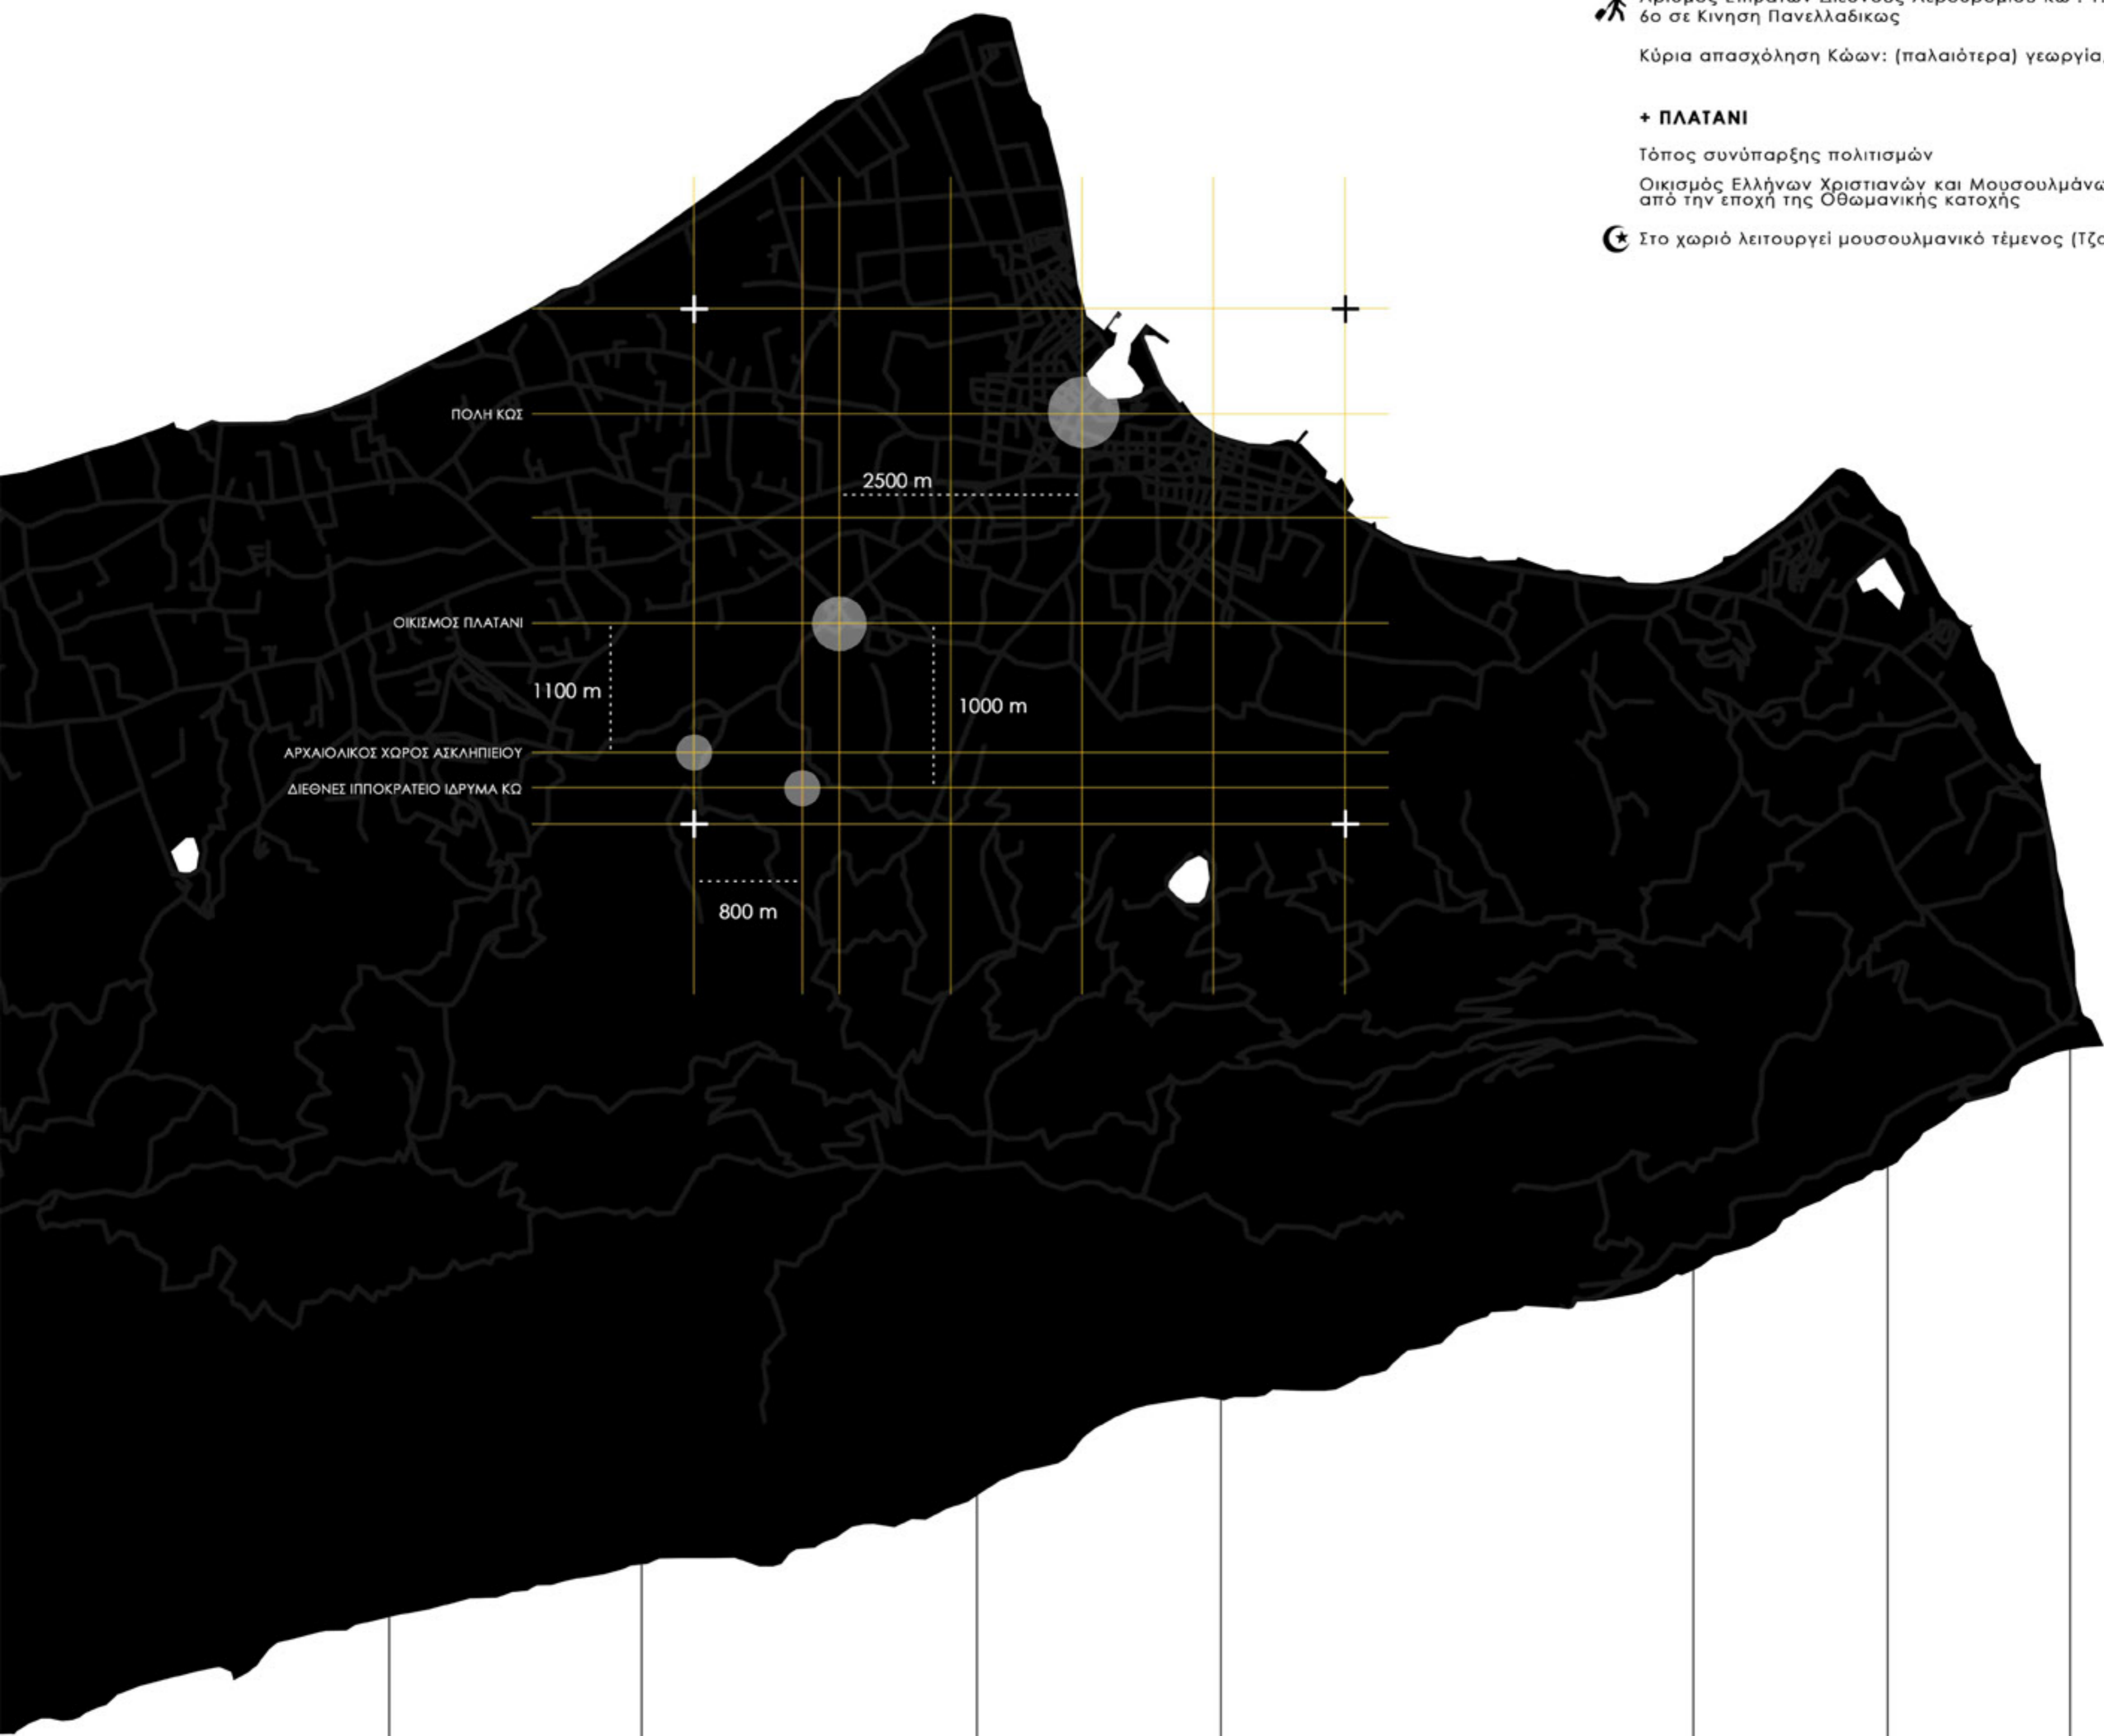 6ο σε Κινηση Πανελλαδικως
Κύρια απασχόληση Κώων: (παλαιότερα) γεωργία,
+ ΠΛΑΤΑΝΙ
Τόπος συνύπαρξης πολιτισμών
Οικισμός Ελλήνων Χριστιανών και Μουσουλμάνω
από την εποχή της Οθωμανικής κατοχής
Στο χωριό λειτουργεί μουσουλμανικό τέμενος (Τζα
ΠΟΛΗ ΚΩΣ
2500 m
ΟΙΚΙΣΜΟΣ ΠΛΑΤΑΝΙ
1100 m
1000 m
ΑΡΧΑΙΟΛΙΚΟΣ ΧΩΡΟΣ ΑΣΚΛΗΠΙΕΙΟΥ
ΔΙΕΘΝΕΣ ΙΠΠΟΚΡΑΤΕΙΟ ΙΔΡΥΜΑ ΚΩ
800 m